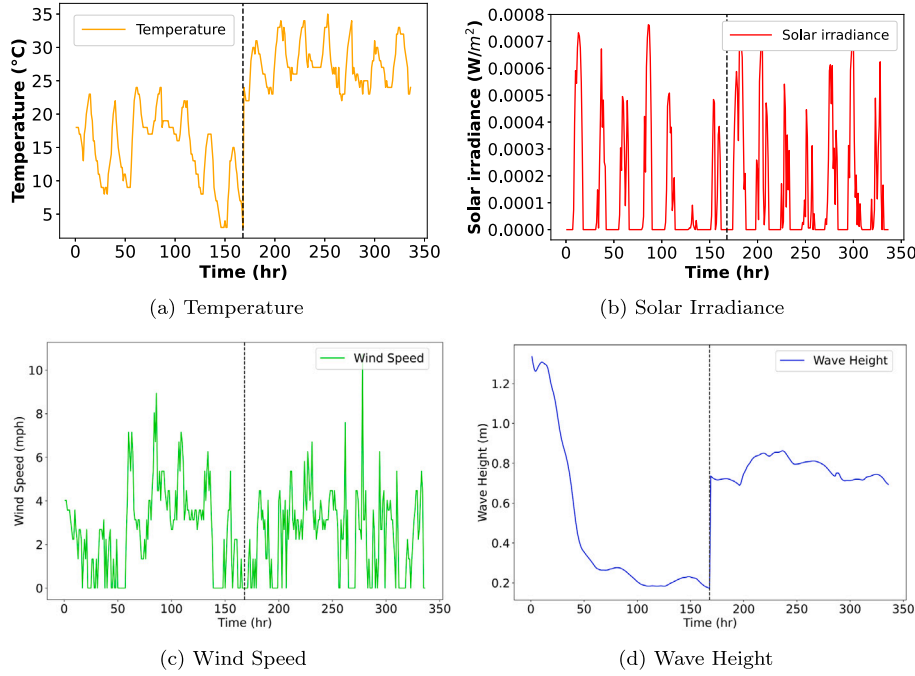 Temperature
Temperature (°C)
35
30
25
20
15
10
5
0 50 100 150 200 250 300 350
Time (hr)
(a) Temperature
Solar irradiance
Solar irradiance (W/m²)
0.0008
0.0007
0.0006
0.0005
0.0004
0.0003
0.0002
0.0001
0.0000
0 50 100 150 200 250 300 350
Time (hr)
(b) Solar Irradiance
Wind Speed
Wind Speed (mph)
10
8
6
4
2
0
0 50 100 150 200 250 300 350
Time (hr)
(c) Wind Speed
Wave Height
Wave Height (m)
1.2
1.0
0.8
0.6
0.4
0.2
0 50 100 150 200 250 300 350
Time (hr)
(d) Wave Height